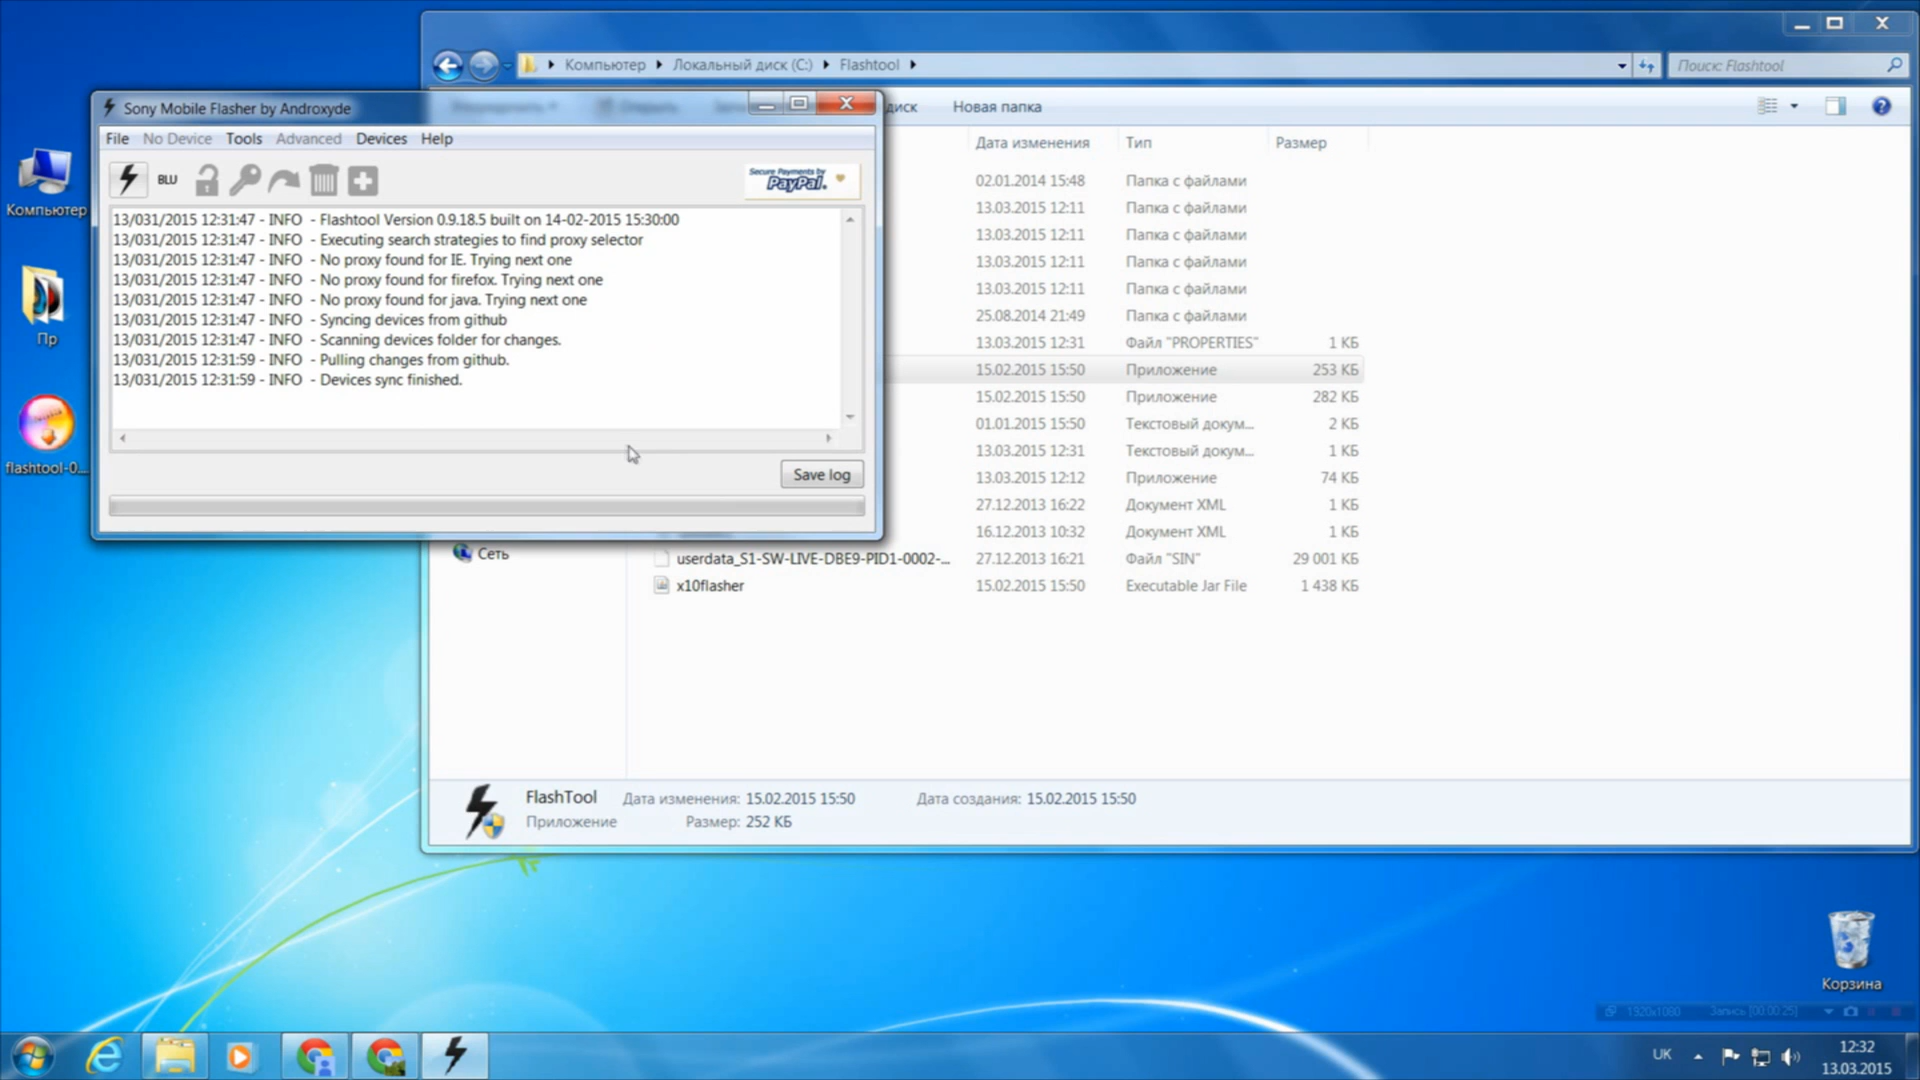 Компьютер
Локальный диск (C:)
Flashtool
Поиск: Flashtool
диск
Новая папка
Дата изменения
Тип
Размер
02.01.2014 15:48
Папка с файлами
13.03.2015 12:11
Папка с файлами
13.03.2015 12:11
Папка с файлами
13.03.2015 12:11
Папка с файлами
13.03.2015 12:11
Папка с файлами
25.08.2014 21:49
Папка с файлами
13.03.2015 12:31
Файл "PROPERTIES"
1 КБ
15.02.2015 15:50
Приложение
253 КБ
15.02.2015 15:50
Приложение
282 КБ
01.01.2015 15:50
Текстовый докум...
2 КБ
13.03.2015 12:31
Текстовый докум...
1 КБ
13.03.2015 12:12
Приложение
74 КБ
27.12.2013 16:22
Документ XML
1 КБ
16.12.2013 10:32
Документ XML
1 КБ
userdata_S1-SW-LIVE-DBE9-PID1-0002-...
27.12.2013 16:21
Файл "SIN"
29 001 КБ
x10flasher
15.02.2015 15:50
Executable Jar File
1 438 КБ
Сеть
FlashTool
Дата изменения: 15.02.2015 15:50
Дата создания: 15.02.2015 15:50
Приложение
Размер: 252 КБ
Sony Mobile Flasher by Androxyde
File No Device Tools Advanced Devices Help
BLU
Secure Payments by
PayPal.
13/031/2015 12:31:47 - INFO - Flashtool Version 0.9.18.5 built on 14-02-2015 15:30:00
13/031/2015 12:31:47 - INFO - Executing search strategies to find proxy selector
13/031/2015 12:31:47 - INFO - No proxy found for IE. Trying next one
13/031/2015 12:31:47 - INFO - No proxy found for firefox. Trying next one
13/031/2015 12:31:47 - INFO - No proxy found for java. Trying next one
13/031/2015 12:31:47 - INFO - Syncing devices from github
13/031/2015 12:31:47 - INFO - Scanning devices folder for changes.
13/031/2015 12:31:59 - INFO - Pulling changes from github.
13/031/2015 12:31:59 - INFO - Devices sync finished.
Save log
Компьютер
Пр
flashtool-0...
Корзина
1920x1080
Запись [00:00:25]
UK
12:32
13.03.2015